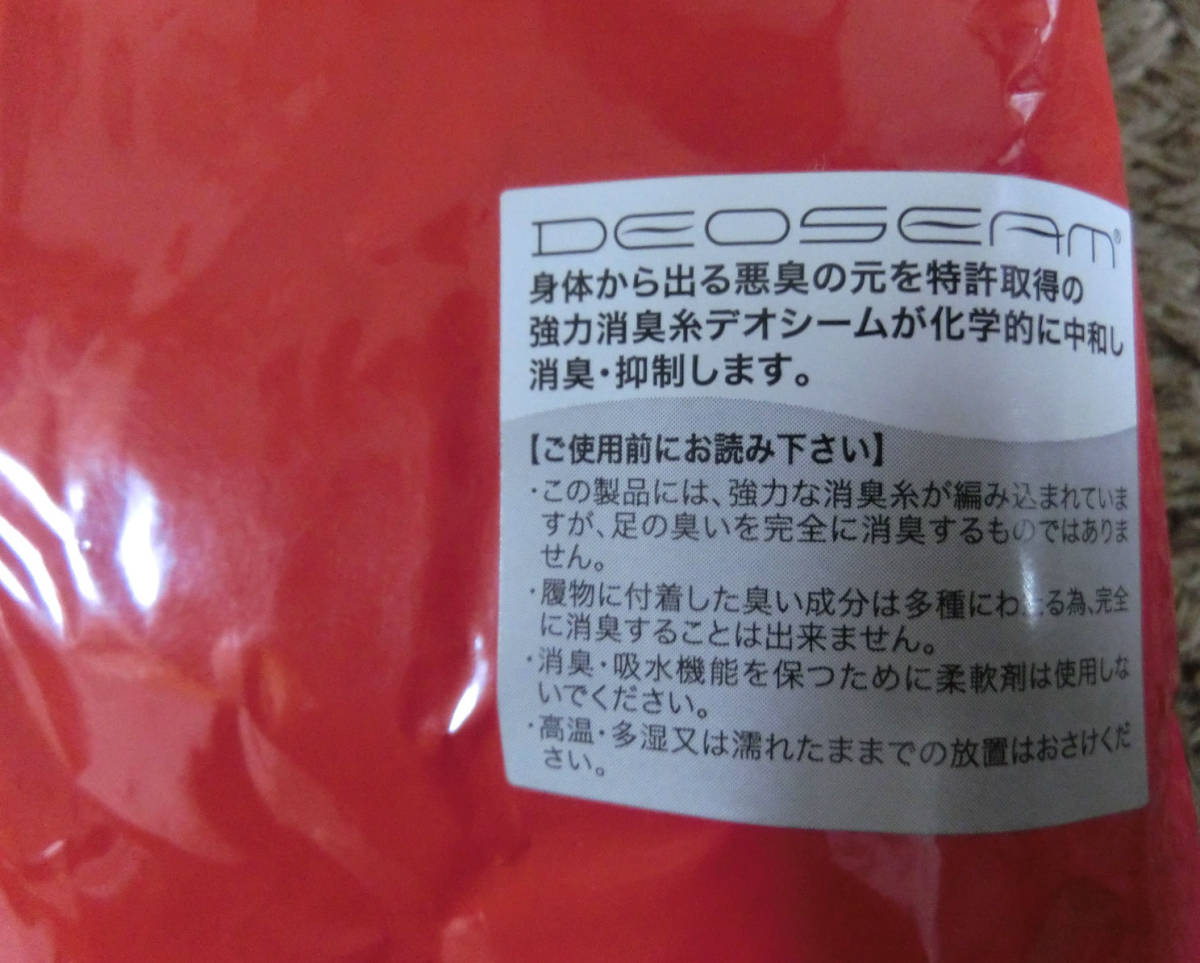 DEOSEAM®
身体から出る悪臭の元を特許取得の
強力消臭糸デオシームが化学的に中和し
消臭・抑制します。
【ご使用前にお読み下さい】
・この製品には、強力な消臭糸が編み込まれていま
すが、足の臭いを完全に消臭するものではありま
せん。
・履物に付着した臭い成分は多種にわたる為、完全
に消臭することは出来ません。
・消臭・吸水機能を保つために柔軟剤は使用しな
いでください。
・高温・多湿又は濡れたままでの放置はおさけくだ
さい。